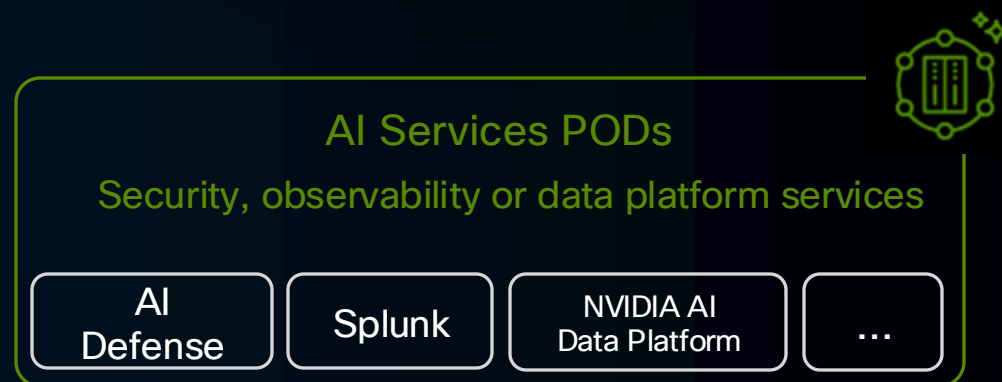 AI Services PODs
Security, observability or data platform services
AI
Defense
Splunk
NVIDIA AI
Data Platform
...